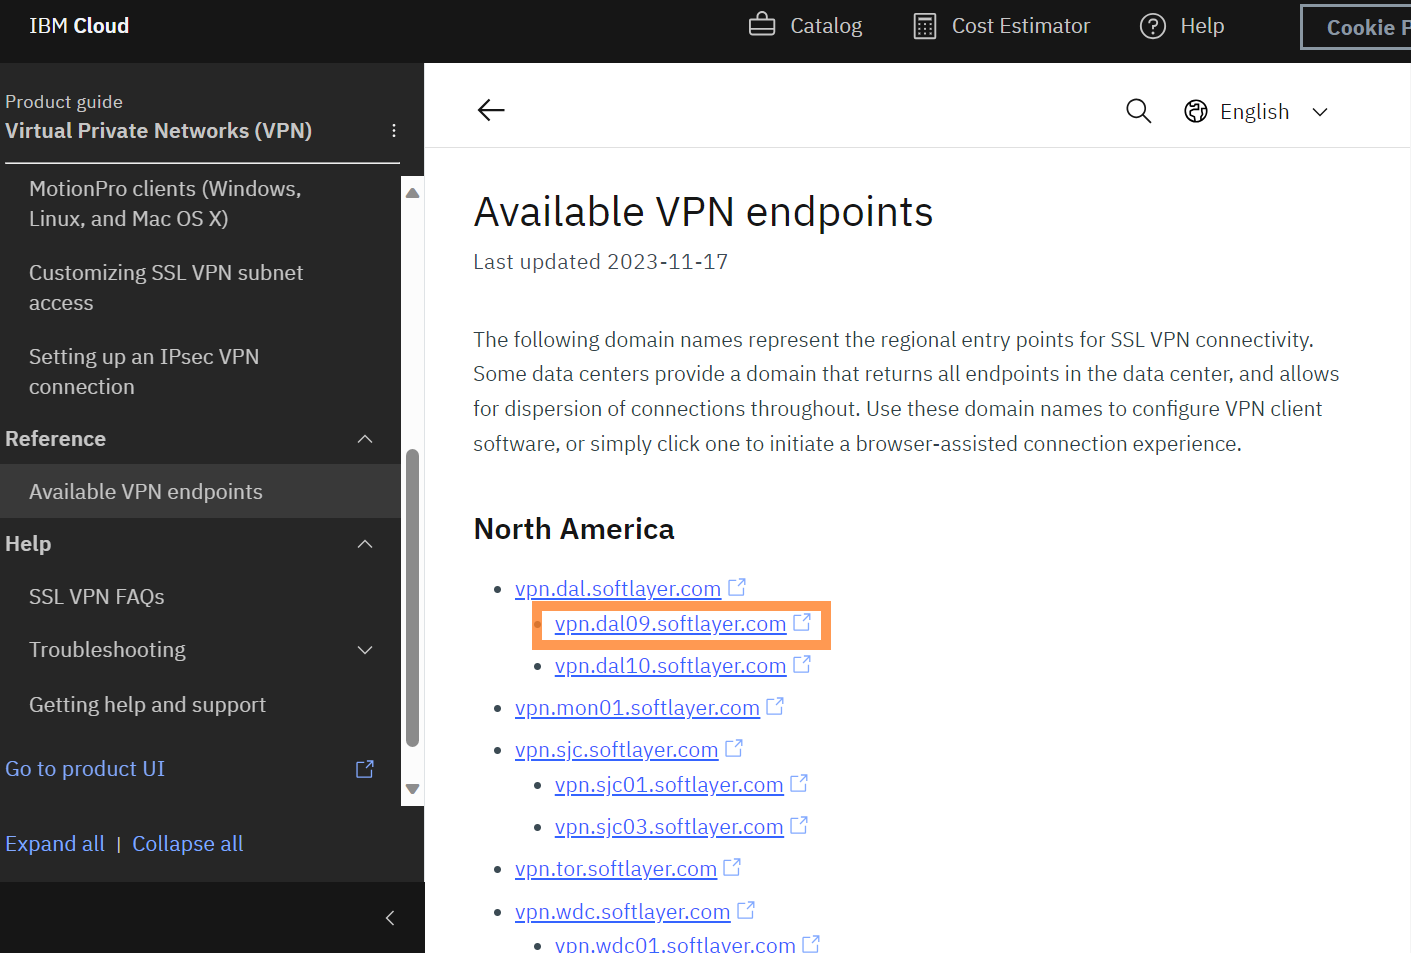 IBM Cloud
Catalog
Cost Estimator
Help
Cookie P
Product guide
Virtual Private Networks (VPN)
MotionPro clients (Windows,
Linux, and Mac OS X)
Customizing SSL VPN subnet
access
Setting up an IPsec VPN
connection
Reference
Available VPN endpoints
Help
SSL VPN FAQs
Troubleshooting
Getting help and support
Go to product UI
Expand all | Collapse all
English
Available VPN endpoints
Last updated 2023-11-17
The following domain names represent the regional entry points for SSL VPN connectivity.
Some data centers provide a domain that returns all endpoints in the data center, and allows
for dispersion of connections throughout. Use these domain names to configure VPN client
software, or simply click one to initiate a browser-assisted connection experience.
North America
vpn.dal.softlayer.com
vpn.dal09.softlayer.com
vpn.dal10.softlayer.com
vpn.mon01.softlayer.com
vpn.sjc.softlayer.com
vpn.sjc01.softlayer.com
vpn.sjc03.softlayer.com
vpn.tor.softlayer.com
vpn.wdc.softlayer.com
vpn.wdc01.softlayer.com